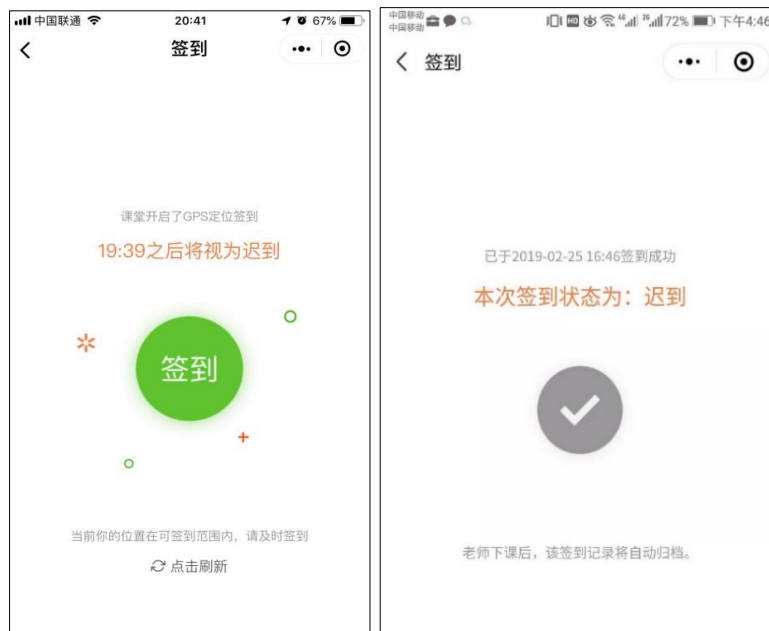 中国联通
20:41
67%
签到
课堂开启了GPS定位签到
19:39之后将视为迟到
签到
当前你的位置在可签到范围内，请及时签到
点击刷新
中国移动
中国移动
HD
46
26
72%
下午4:46
签到
已于2019-02-25 16:46签到成功
本次签到状态为：迟到
老师下课后，该签到记录将自动归档。